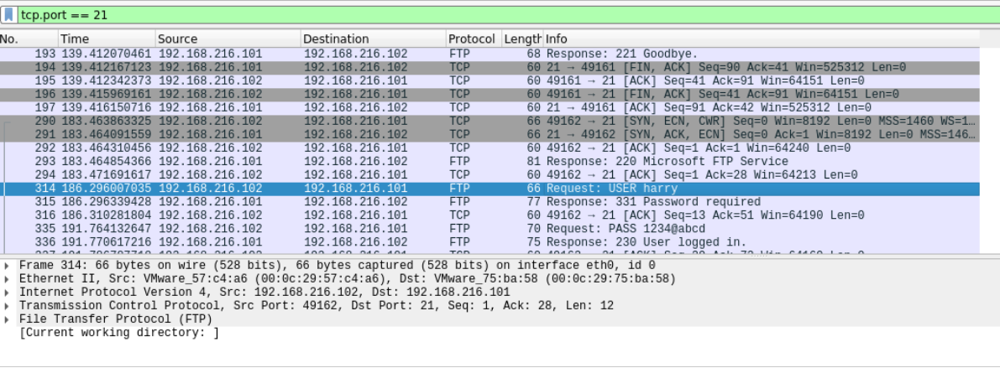 tcp.port == 21
No. Time Source Destination Protocol Length Info
193 139.412070461 192.168.216.101 192.168.216.102 FTP 68 Response: 221 Goodbye.
194 139.412167123 192.168.216.101 192.168.216.102 TCP 60 21 → 49161 [FIN, ACK] Seq=90 Ack=41 Win=525312 Len=0
195 139.412342373 192.168.216.102 192.168.216.101 TCP 60 49161 → 21 [ACK] Seq=41 Ack=91 Win=64151 Len=0
196 139.415969161 192.168.216.102 192.168.216.101 TCP 60 49161 → 21 [FIN, ACK] Seq=41 Ack=91 Win=64151 Len=0
197 139.416150716 192.168.216.101 192.168.216.102 TCP 60 21 → 49161 [ACK] Seq=91 Ack=42 Win=525312 Len=0
290 183.463863325 192.168.216.102 192.168.216.101 TCP 66 49162 → 21 [SYN, ECN, CWR] Seq=0 Win=8192 Len=0 MSS=1460 WS=1…
291 183.464091559 192.168.216.101 192.168.216.102 TCP 66 21 → 49162 [SYN, ACK, ECN] Seq=0 Ack=1 Win=8192 Len=0 MSS=146…
292 183.464310456 192.168.216.102 192.168.216.101 TCP 60 49162 → 21 [ACK] Seq=1 Ack=1 Win=64240 Len=0
293 183.464854366 192.168.216.101 192.168.216.102 FTP 81 Response: 220 Microsoft FTP Service
294 183.471691617 192.168.216.102 192.168.216.101 TCP 60 49162 → 21 [ACK] Seq=1 Ack=28 Win=64213 Len=0
314 186.296007035 192.168.216.102 192.168.216.101 FTP 66 Request: USER harry
315 186.296339428 192.168.216.101 192.168.216.102 FTP 77 Response: 331 Password required
316 186.310281804 192.168.216.102 192.168.216.101 TCP 60 49162 → 21 [ACK] Seq=13 Ack=51 Win=64190 Len=0
335 191.764132647 192.168.216.102 192.168.216.101 FTP 70 Request: PASS 1234@abcd
336 191.770617216 192.168.216.101 192.168.216.102 FTP 75 Response: 230 User logged in.
Frame 314: 66 bytes on wire (528 bits), 66 bytes captured (528 bits) on interface eth0, id 0
Ethernet II, Src: VMware_57:c4:a6 (00:0c:29:57:c4:a6), Dst: VMware_75:ba:58 (00:0c:29:75:ba:58)
Internet Protocol Version 4, Src: 192.168.216.102, Dst: 192.168.216.101
Transmission Control Protocol, Src Port: 49162, Dst Port: 21, Seq: 1, Ack: 28, Len: 12
File Transfer Protocol (FTP)
[Current working directory: ]